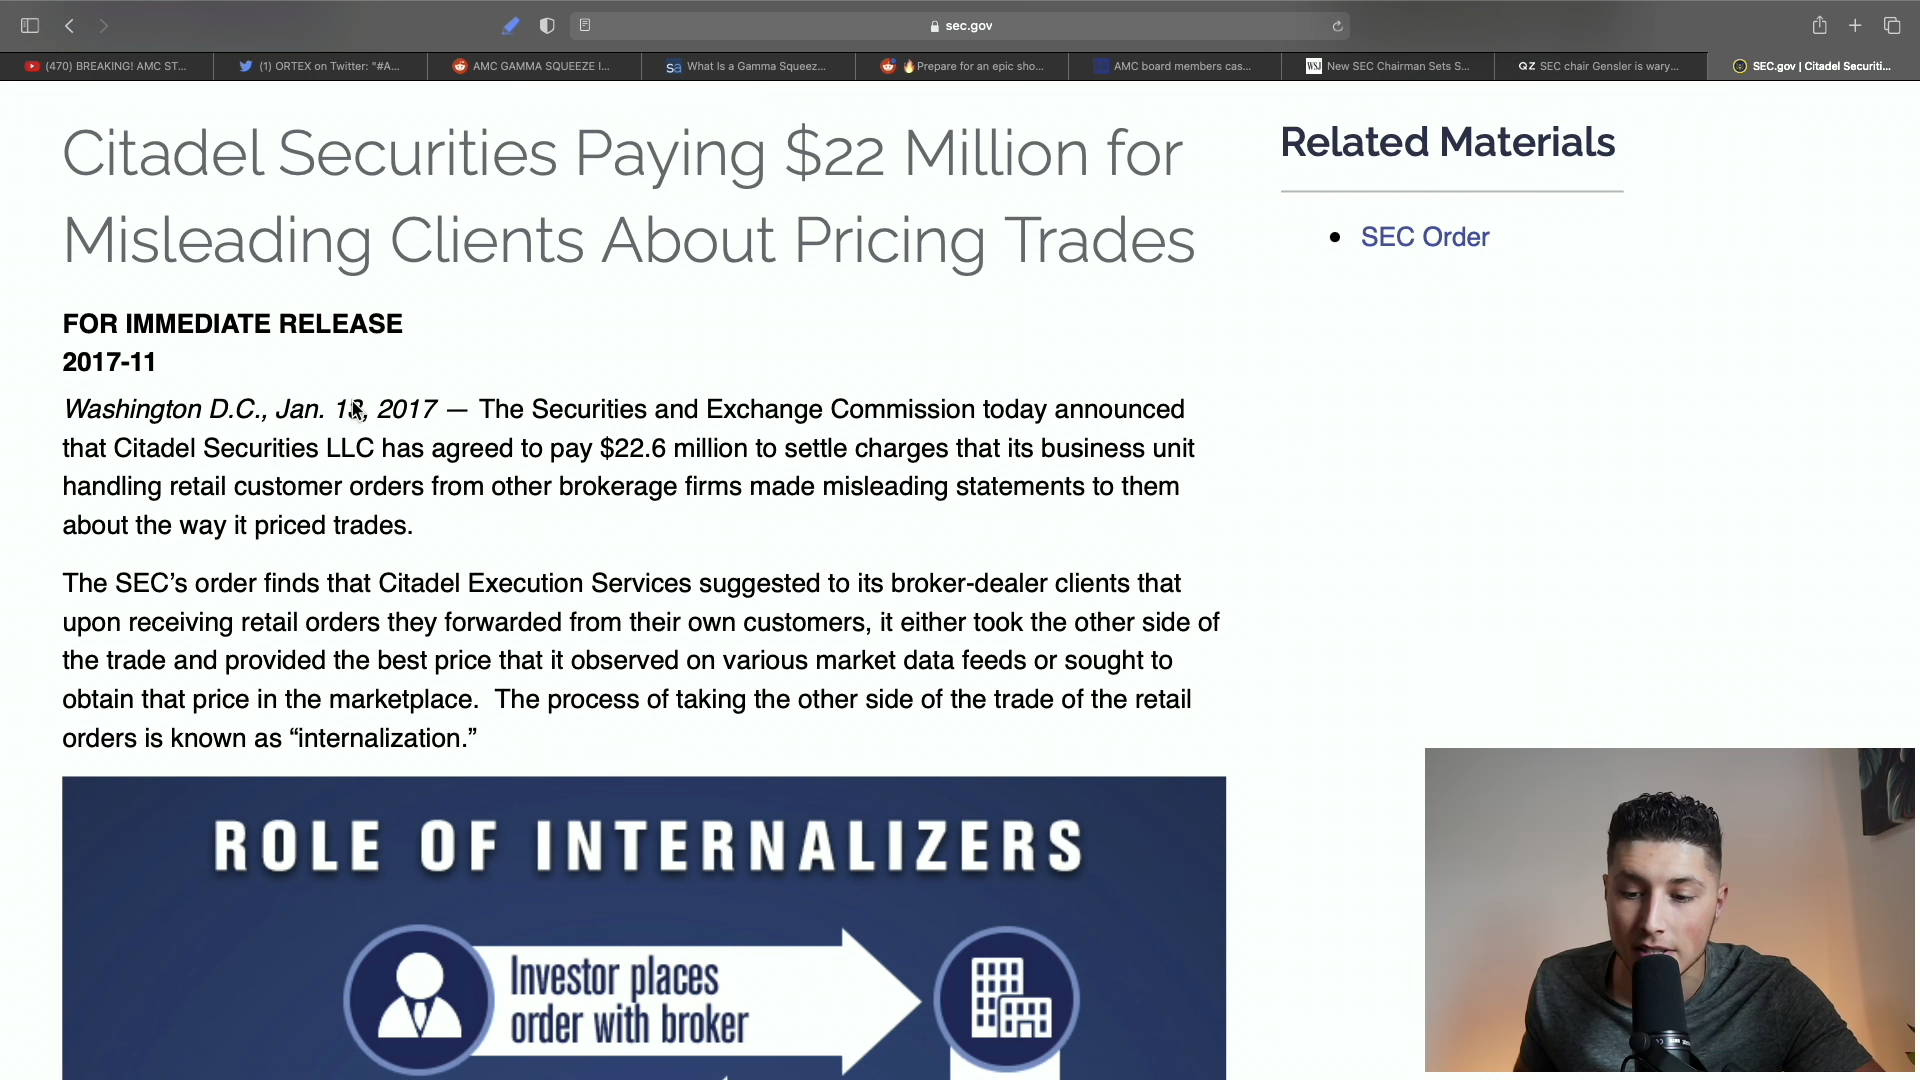 sec.gov
(470) BREAKING! AMC ST...
(1) ORTEX on Twitter: "#A...
AMC GAMMA SQUEEZE I...
sa What Is a Gamma Squeez...
🔥Prepare for an epic sho...
AMC board members cas...
WSJ New SEC Chairman Sets S...
QZ SEC chair Gensler is wary...
SEC.gov | Citadel Securiti...
Citadel Securities Paying $22 Million for
Misleading Clients About Pricing Trades
Related Materials
• SEC Order
FOR IMMEDIATE RELEASE
2017-11
Washington D.C., Jan. 13, 2017 — The Securities and Exchange Commission today announced
that Citadel Securities LLC has agreed to pay $22.6 million to settle charges that its business unit
handling retail customer orders from other brokerage firms made misleading statements to them
about the way it priced trades.
The SEC’s order finds that Citadel Execution Services suggested to its broker-dealer clients that
upon receiving retail orders they forwarded from their own customers, it either took the other side of
the trade and provided the best price that it observed on various market data feeds or sought to
obtain that price in the marketplace.  The process of taking the other side of the trade of the retail
orders is known as “internalization.”
ROLE OF INTERNALIZERS
Investor places
order with broker